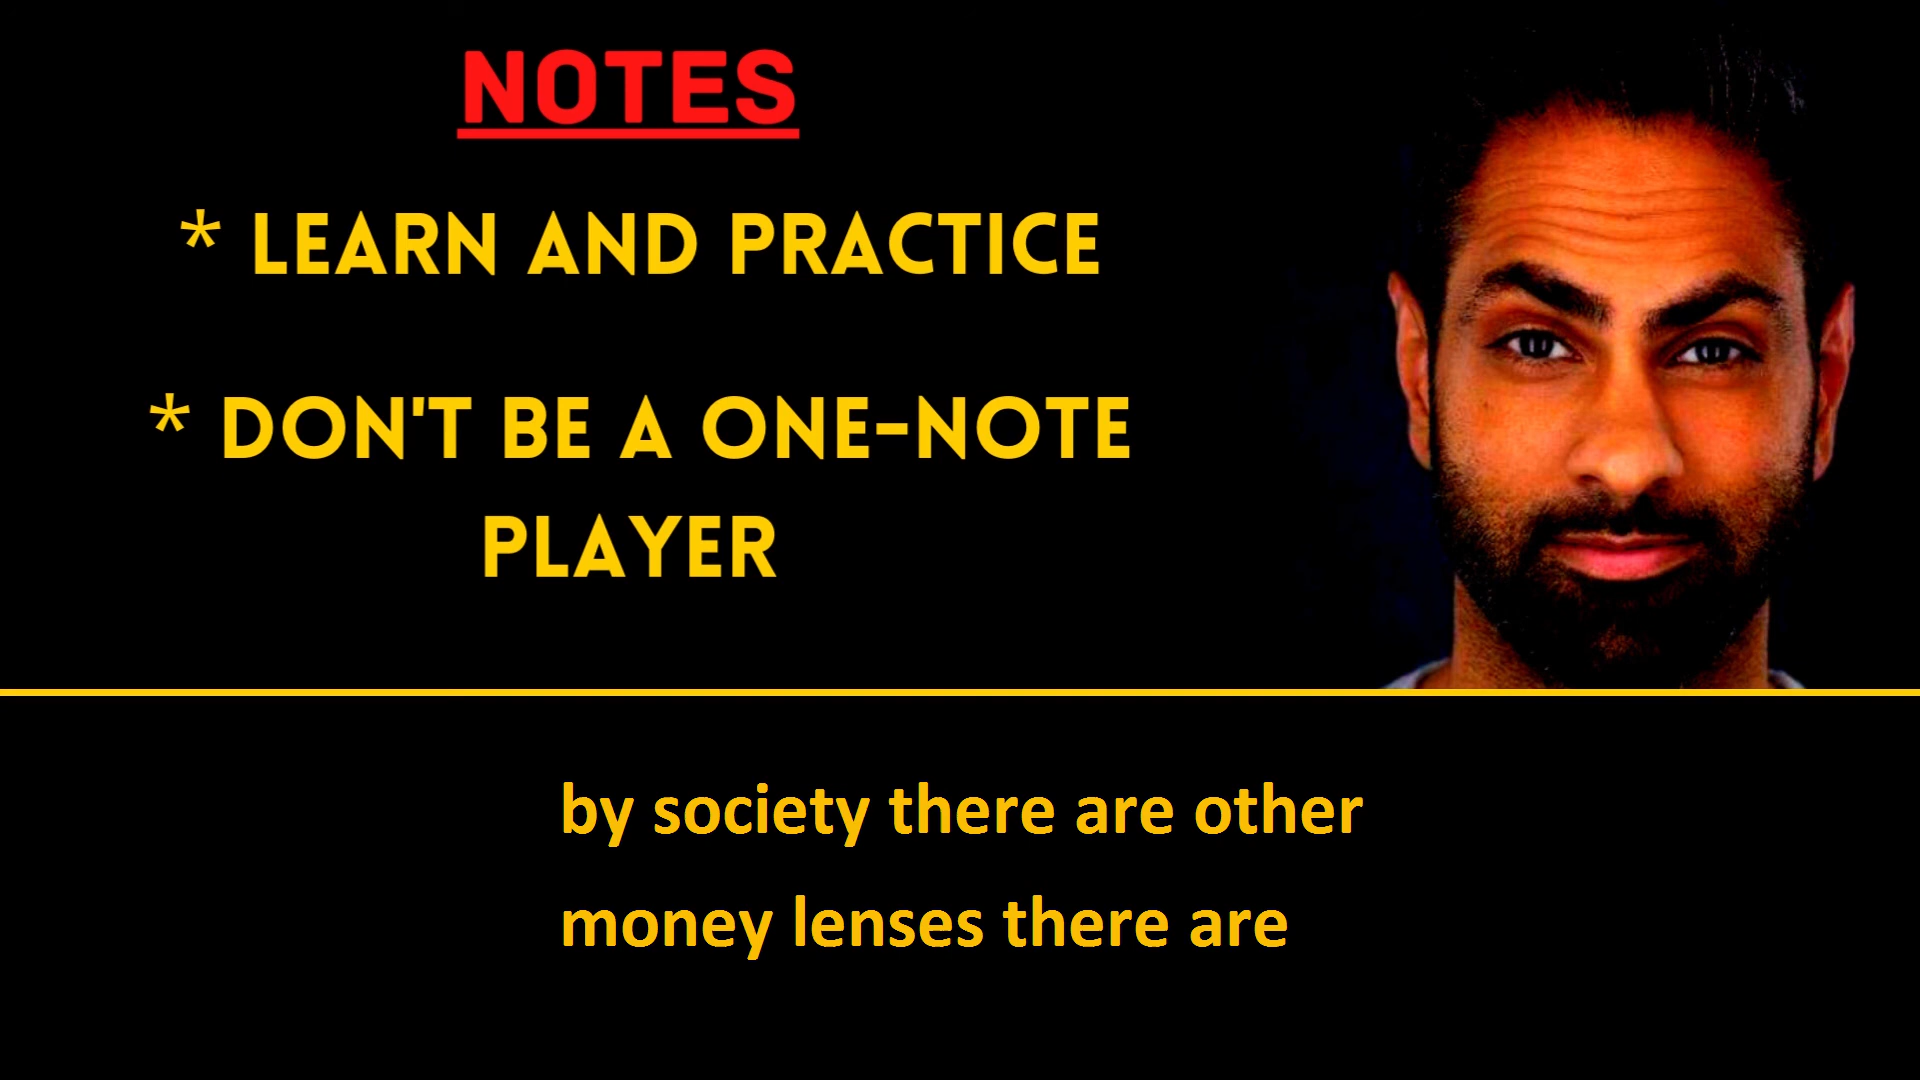 NOTES
* LEARN AND PRACTICE
* DON'T BE A ONE-NOTE
PLAYER
by society there are other
money lenses there are